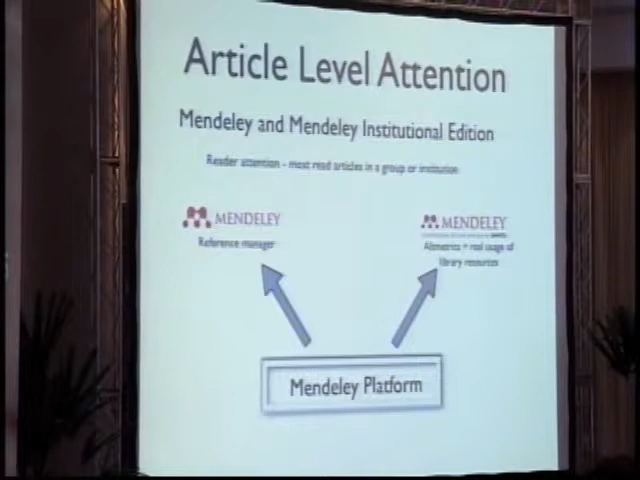 Article Level Attention
Mendeley and Mendeley Institutional Edition
Reader attention - most read articles in a group or institution
MENDELEY
Reference manager
MENDELEY
Altmetrics + real usage of
library resources
Mendeley Platform